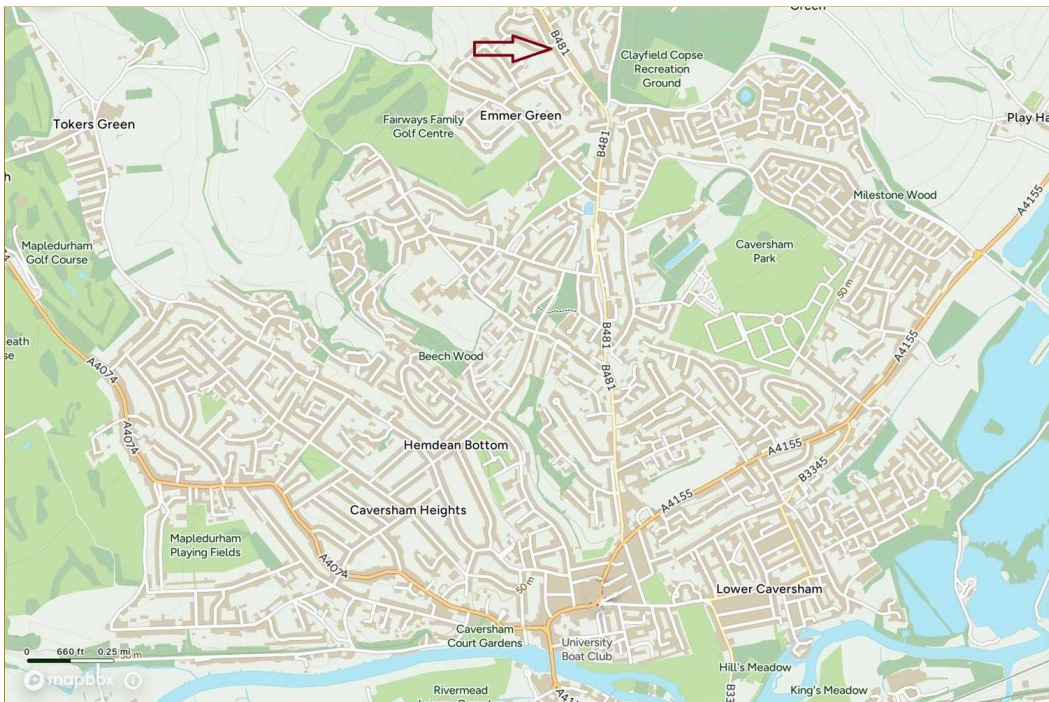 Green
B481
Clayfield Copse
Recreation
Ground
Emmer Green
Fairways Family
Golf Centre
Tokers Green
B481
Milestone Wood
A4155
Mapledurham
Golf Course
Caversham
Park
50 m
B481
A4155
Beech Wood
A4074
B481
A4074
Hemdean Bottom
A4155
B3345
A4155
Caversham Heights
Mapledurham
Playing Fields
A4074
50 m
Lower Caversham
Caversham
Court Gardens
University
Boat Club
0 660 ft 0.25 mi
50 m
mapbox
Hill's Meadow
King's Meadow
Rivermead